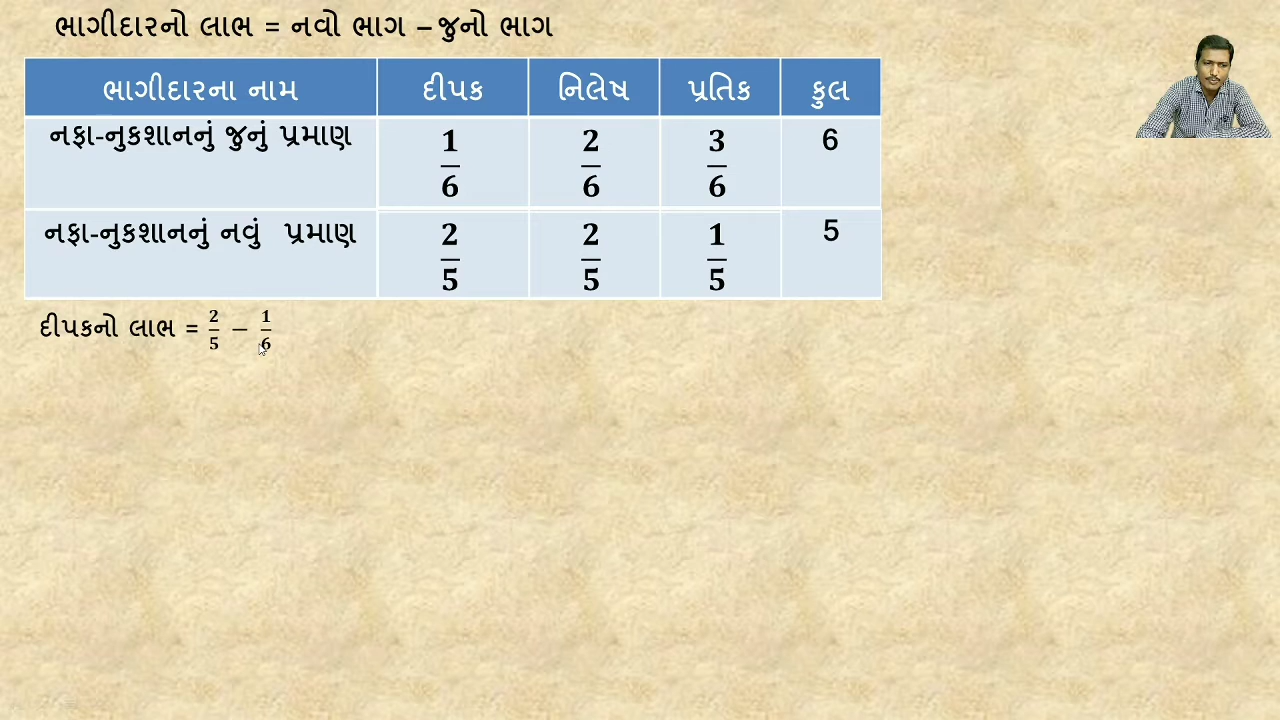 ભાગીદારનો લાભ = નવો ભાગ – જુનો ભાગ
ભાગીદારના નામ દીપક નિલેષ પ્રતિક કુલ
નફા-નુકશાનનું જુનું પ્રમાણ 1/6 2/6 3/6 6
નફા-નુકશાનનું નવું પ્રમાણ 2/5 2/5 1/5 5
દીપકનો લાભ = 2/5 − 1/6